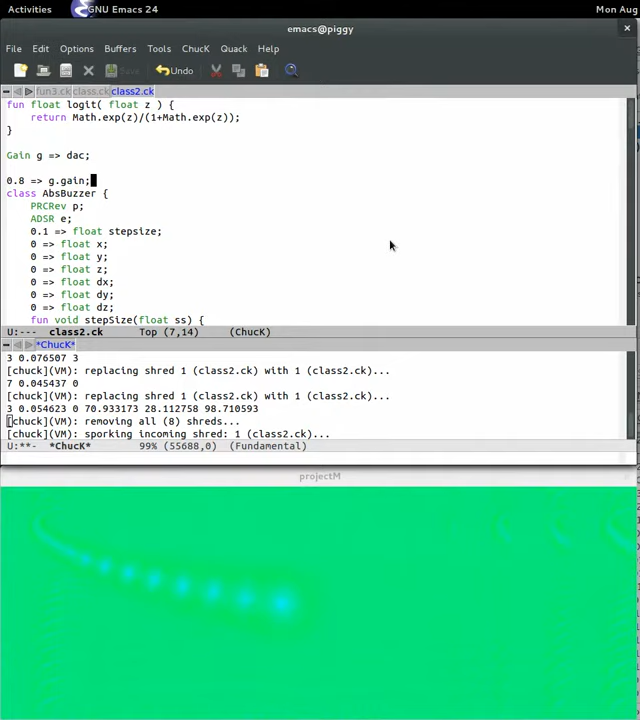 Activities GNU Emacs 24 Mon Aug
emacs@piggy
File Edit Options Buffers Tools ChucK Quack Help
Save Undo
fun3.ck class.ck class2.ck
fun float logit( float z ) {
    return Math.exp(z)/(1+Math.exp(z));
}
Gain g => dac;
0.8 => g.gain;
class AbsBuzzer {
    PRCRev p;
    ADSR e;
    0.1 => float stepsize;
    0 => float x;
    0 => float y;
    0 => float z;
    0 => float dx;
    0 => float dy;
    0 => float dz;
    fun void stepSize(float ss) {
U:--- class2.ck Top (7,14) (ChucK)
*ChucK*
3 0.076507 3
[chuck](VM): replacing shred 1 (class2.ck) with 1 (class2.ck)...
7 0.045437 0
[chuck](VM): replacing shred 1 (class2.ck) with 1 (class2.ck)...
3 0.054623 0 70.933173 28.112758 98.710593
[chuck](VM): removing all (8) shreds...
[chuck](VM): sporking incoming shred: 1 (class2.ck)...
U:**- *ChucK* 99% (55688,0) (Fundamental)
projectM